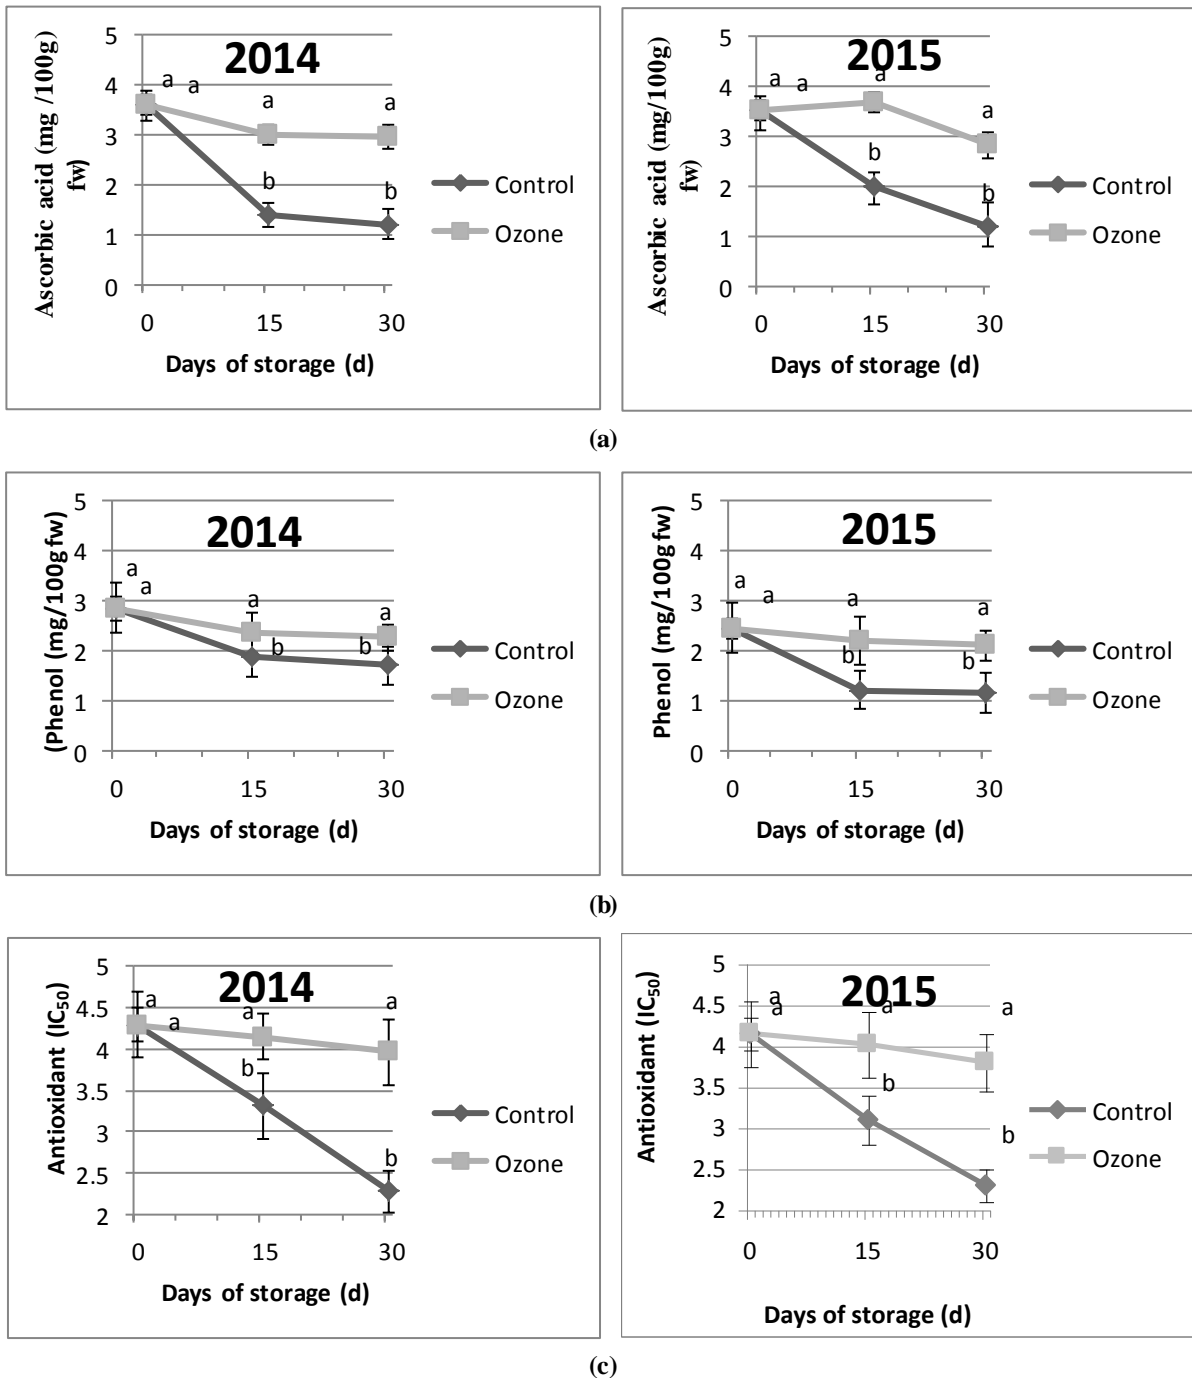 2014
5
4
3
2
1
0
a
a
a
a
b
b
0
15
30
Ascorbic acid (mg /100g
fw)
Days of storage (d)
Control
Ozone
2015
5
4
3
2
1
0
a
a
a
a
b
b
0
15
30
Ascorbic acid (mg/100g
fw)
Days of storage (d)
Control
Ozone
(a)
2014
5
4
3
2
1
0
a
a
a
a
b
b
0
15
30
(Phenol (mg/100g fw)
Days of storage (d)
Control
Ozone
2015
5
4
3
2
1
0
a
a
a
a
b
b
0
15
30
Phenol (mg/100g fw)
Days of storage (d)
Control
Ozone
(b)
2014
5
4.5
4
3.5
3
2.5
2
a
a
a
a
b
b
0
15
30
Antioxidant (IC50)
Days of storage (d)
Control
Ozone
2015
5
4.5
4
3.5
3
2.5
2
a
a
a
a
b
b
0
15
30
Antioxidant (IC50)
Days of storage (d)
Control
Ozone
(c)